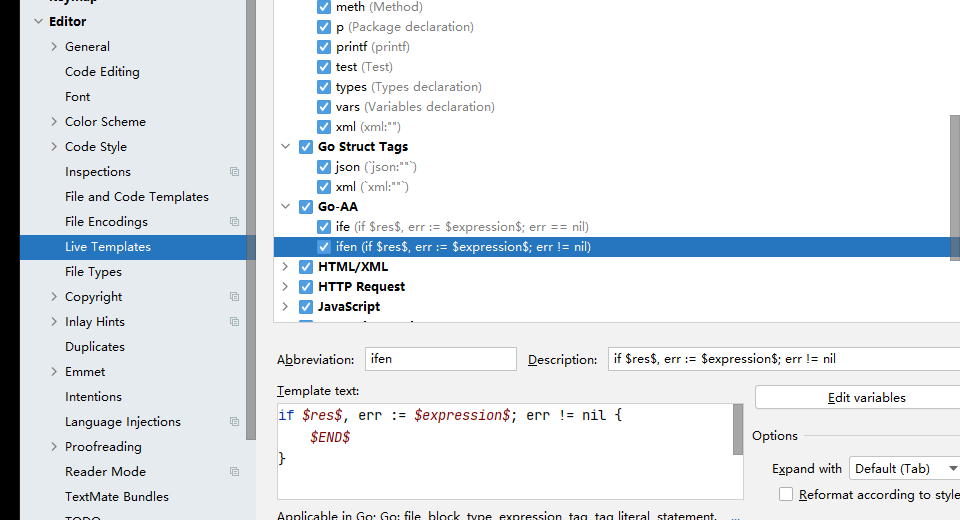 Keymap
Editor
General
Code Editing
Font
Color Scheme
Code Style
Inspections
File and Code Templates
File Encodings
Live Templates
File Types
Copyright
Inlay Hints
Duplicates
Emmet
Intentions
Language Injections
Proofreading
Reader Mode
TextMate Bundles
TODO
meth (Method)
p (Package declaration)
printf (printf)
test (Test)
types (Types declaration)
vars (Variables declaration)
xml (xml:"")
Go Struct Tags
json (`json:""`)
xml (`xml:""`)
Go-AA
ife (if $res$, err := $expression$; err == nil)
ifen (if $res$, err := $expression$; err != nil)
HTML/XML
HTTP Request
JavaScript
Abbreviation: ifen Description: if $res$, err := $expression$; err != nil
Template text:
if $res$, err := $expression$; err != nil {
$END$
}
Edit variables
Options
Expand with Default (Tab)
Reformat according to style
Applicable in Go; Go: file, block, type, expression, tag, tag literal, statement, ...